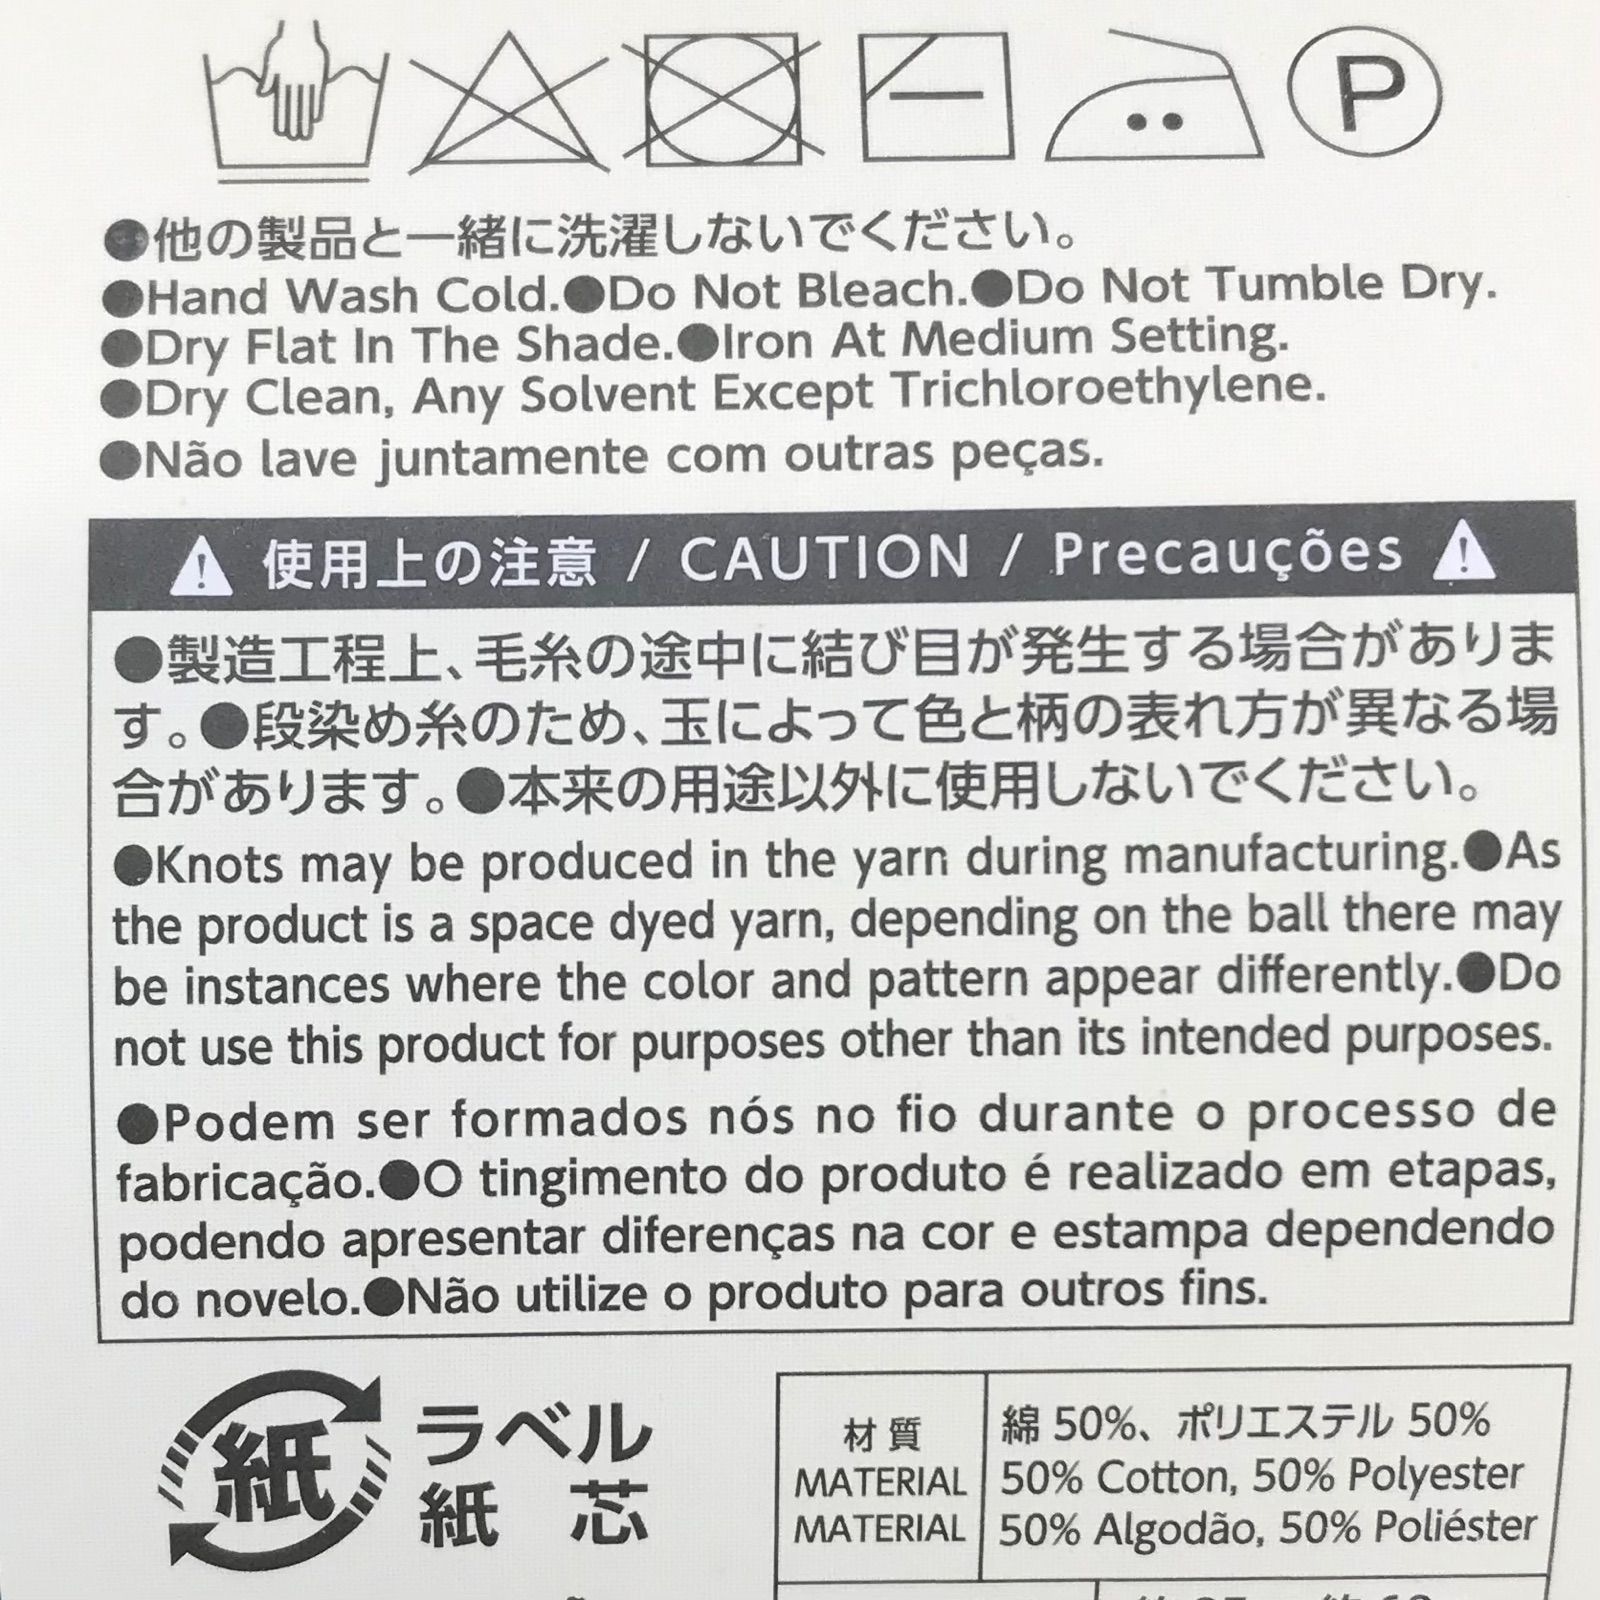 P
●他の製品と一緒に洗濯しないでください。
●Hand Wash Cold.●Do Not Bleach.●Do Not Tumble Dry.
●Dry Flat In The Shade.●Iron At Medium Setting.
●Dry Clean, Any Solvent Except Trichloroethylene.
●Não lave juntamente com outras peças.
使用上の注意 / CAUTION / Precauções
●製造工程上、毛糸の途中に結び目が発生する場合がありま
す。●段染め糸のため、玉によって色と柄の表れ方が異なる場
合があります。●本来の用途以外に使用しないでください。
●Knots may be produced in the yarn during manufacturing.●As
the product is a space dyed yarn, depending on the ball there may
be instances where the color and pattern appear differently.●Do
not use this product for purposes other than its intended purposes.
●Podem ser formados nós no fio durante o processo de
fabricação.●O tingimento do produto é realizado em etapas,
podendo apresentar diferenças na cor e estampa dependendo
do novelo.●Não utilize o produto para outros fins.
紙
ラベル
紙 芯
材質
MATERIAL
MATERIAL
綿 50%、ポリエステル 50%
50% Cotton, 50% Polyester
50% Algodão, 50% Poliéster